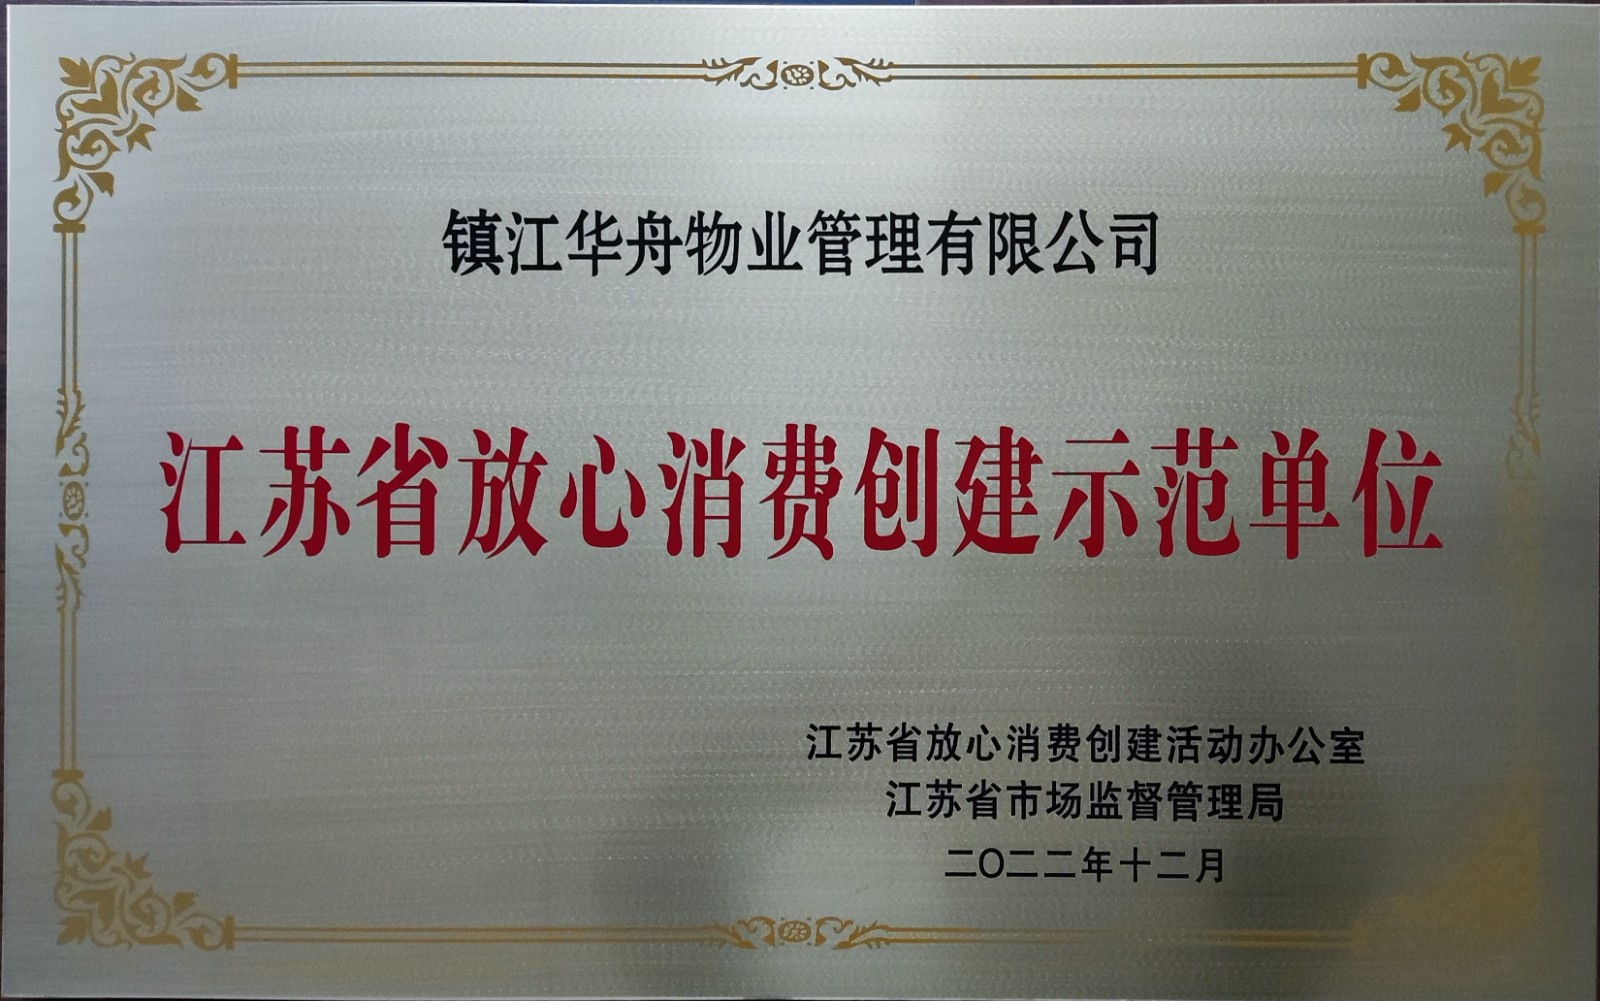 镇江华舟物业管理有限公司
江苏省放心消费创建示范单位
江苏省放心消费创建活动办公室
江苏省市场监督管理局
二〇二二年十二月